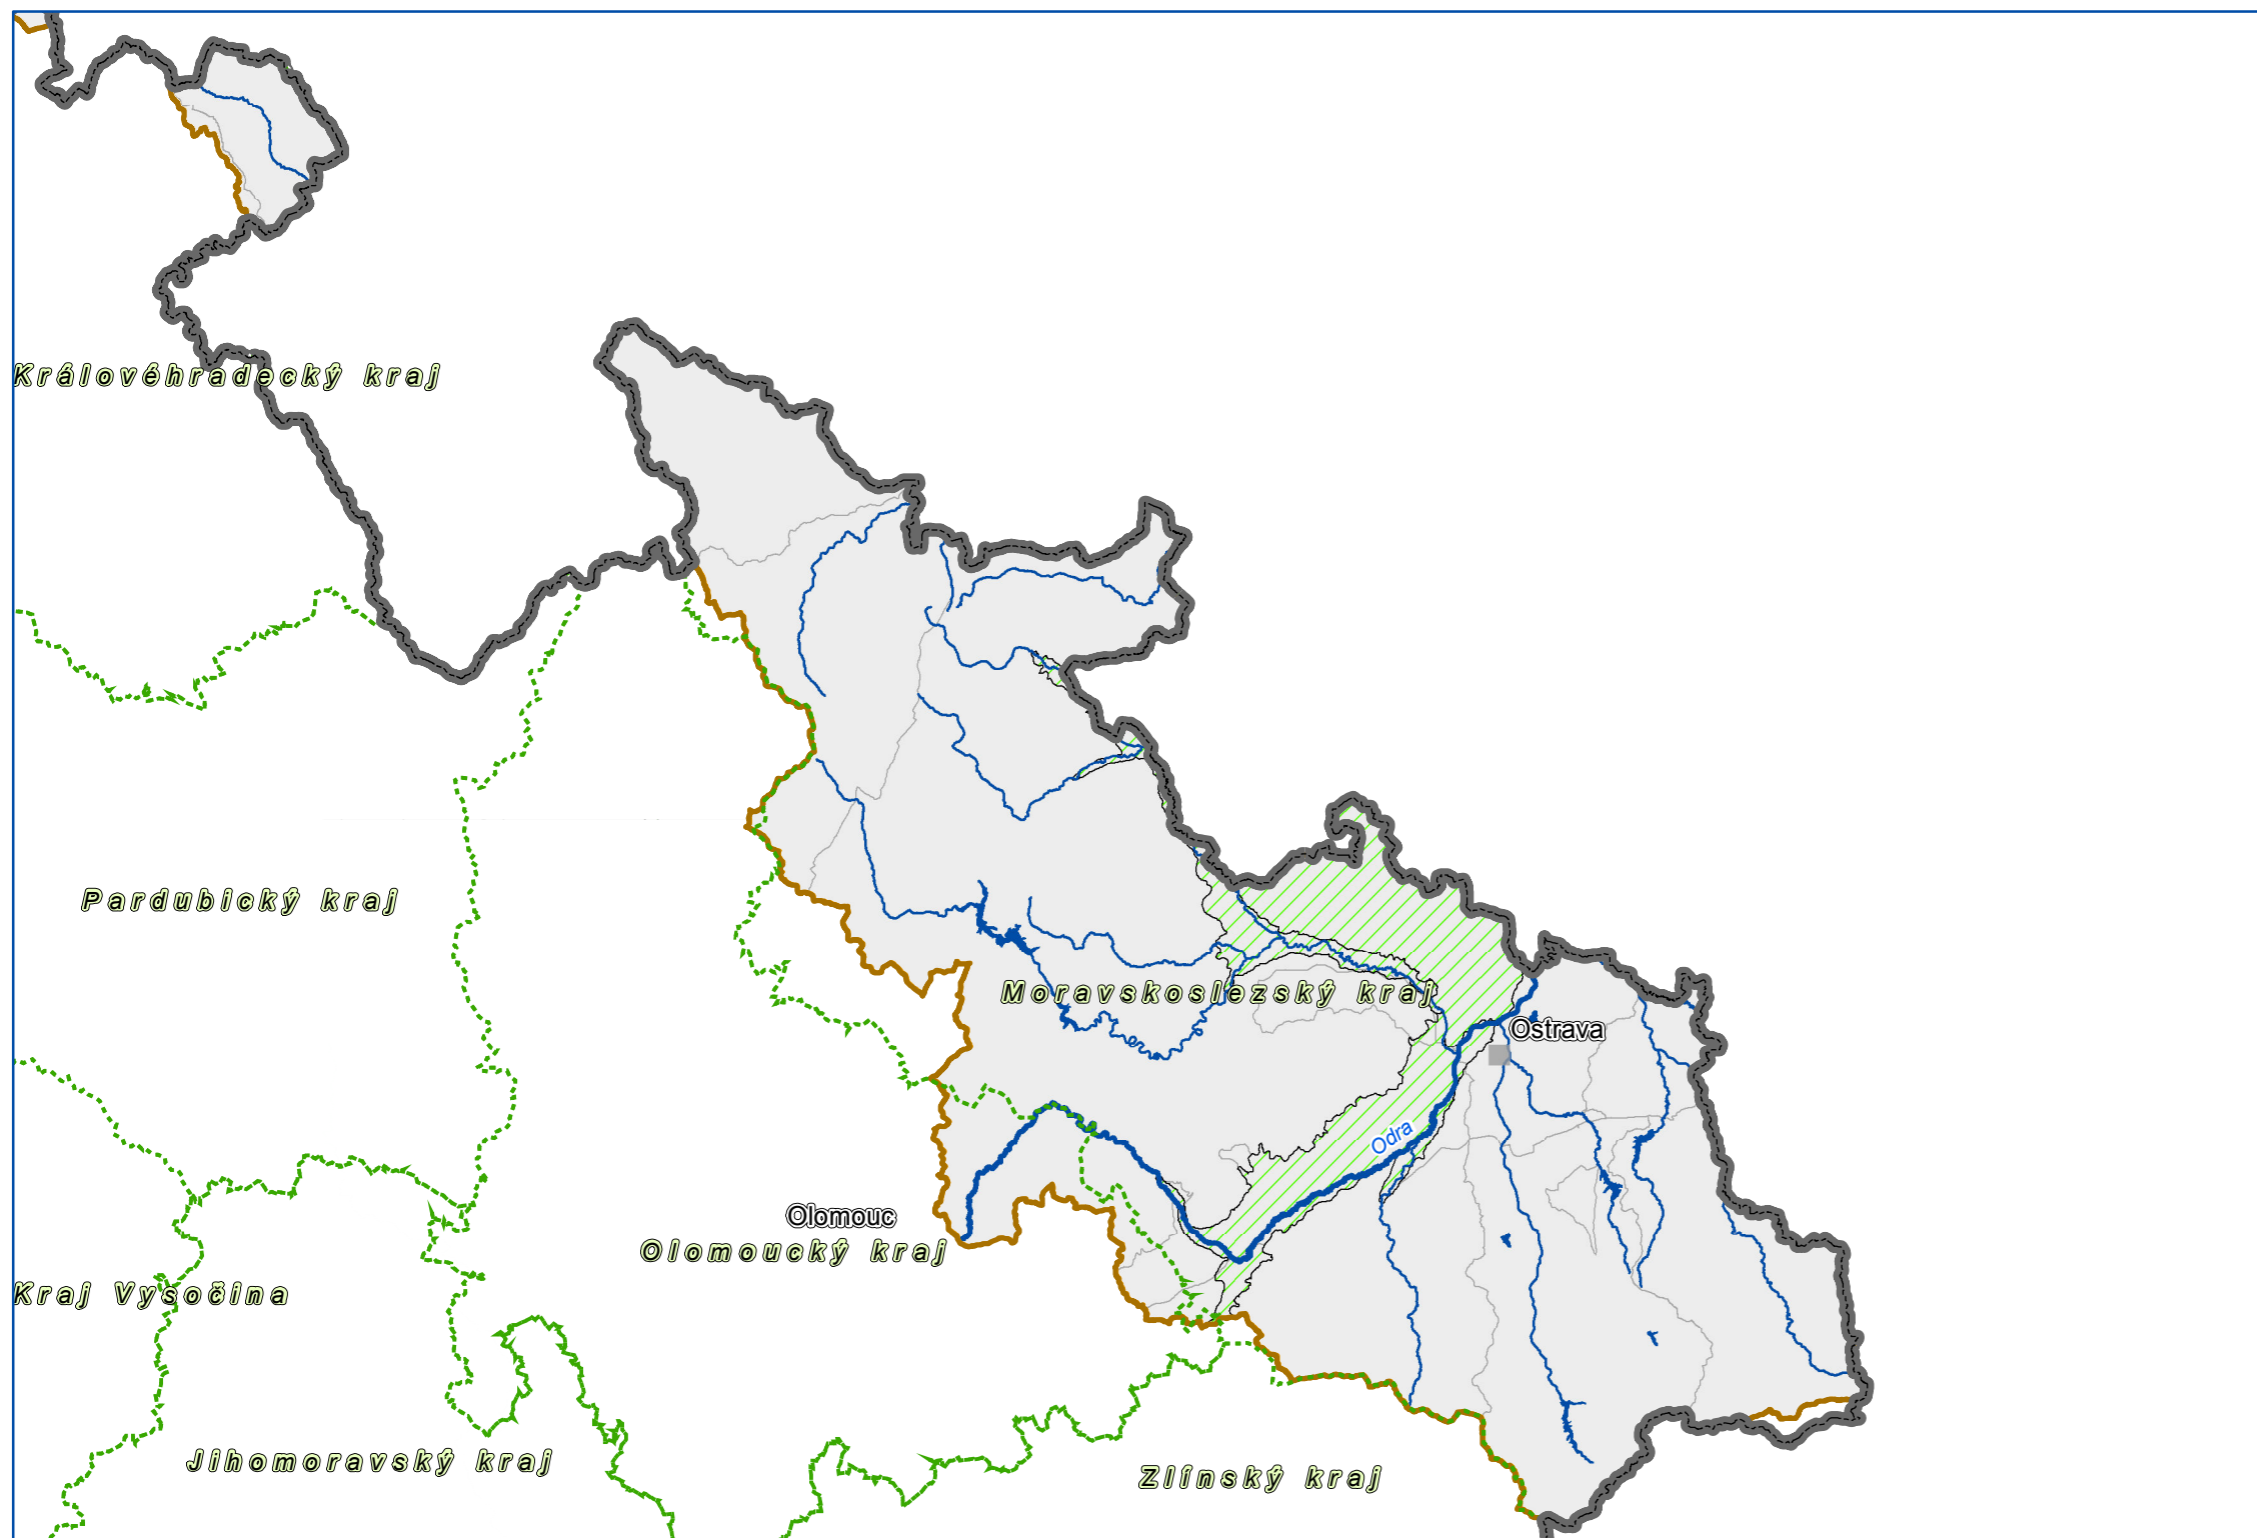 Královéhradecký kraj
Pardubický kraj
Moravskoslezský kraj
Ostrava
Odra
Olomouc
Olomoucký kraj
Kraj Vysočina
Jihomoravský kraj
Zlínský kraj